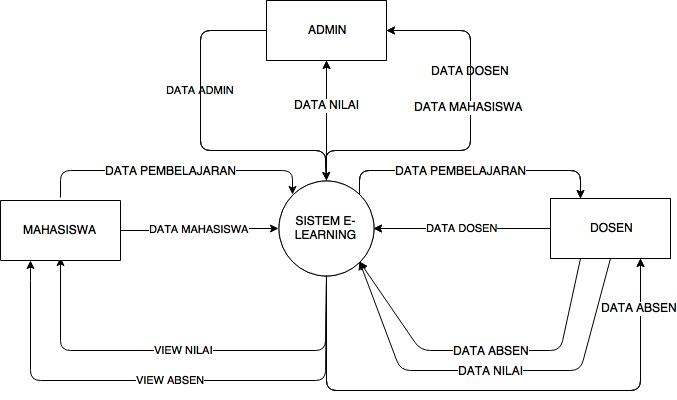 ADMIN
DATA DOSEN
DATA ADMIN
DATA NILAI
DATA MAHASISWA
DATA PEMBELAJARAN
DATA PEMBELAJARAN
MAHASISWA
DATA MAHASISWA
SISTEM E-
LEARNING
DATA DOSEN
DOSEN
DATA ABSEN
VIEW NILAI
DATA ABSEN
DATA NILAI
VIEW ABSEN